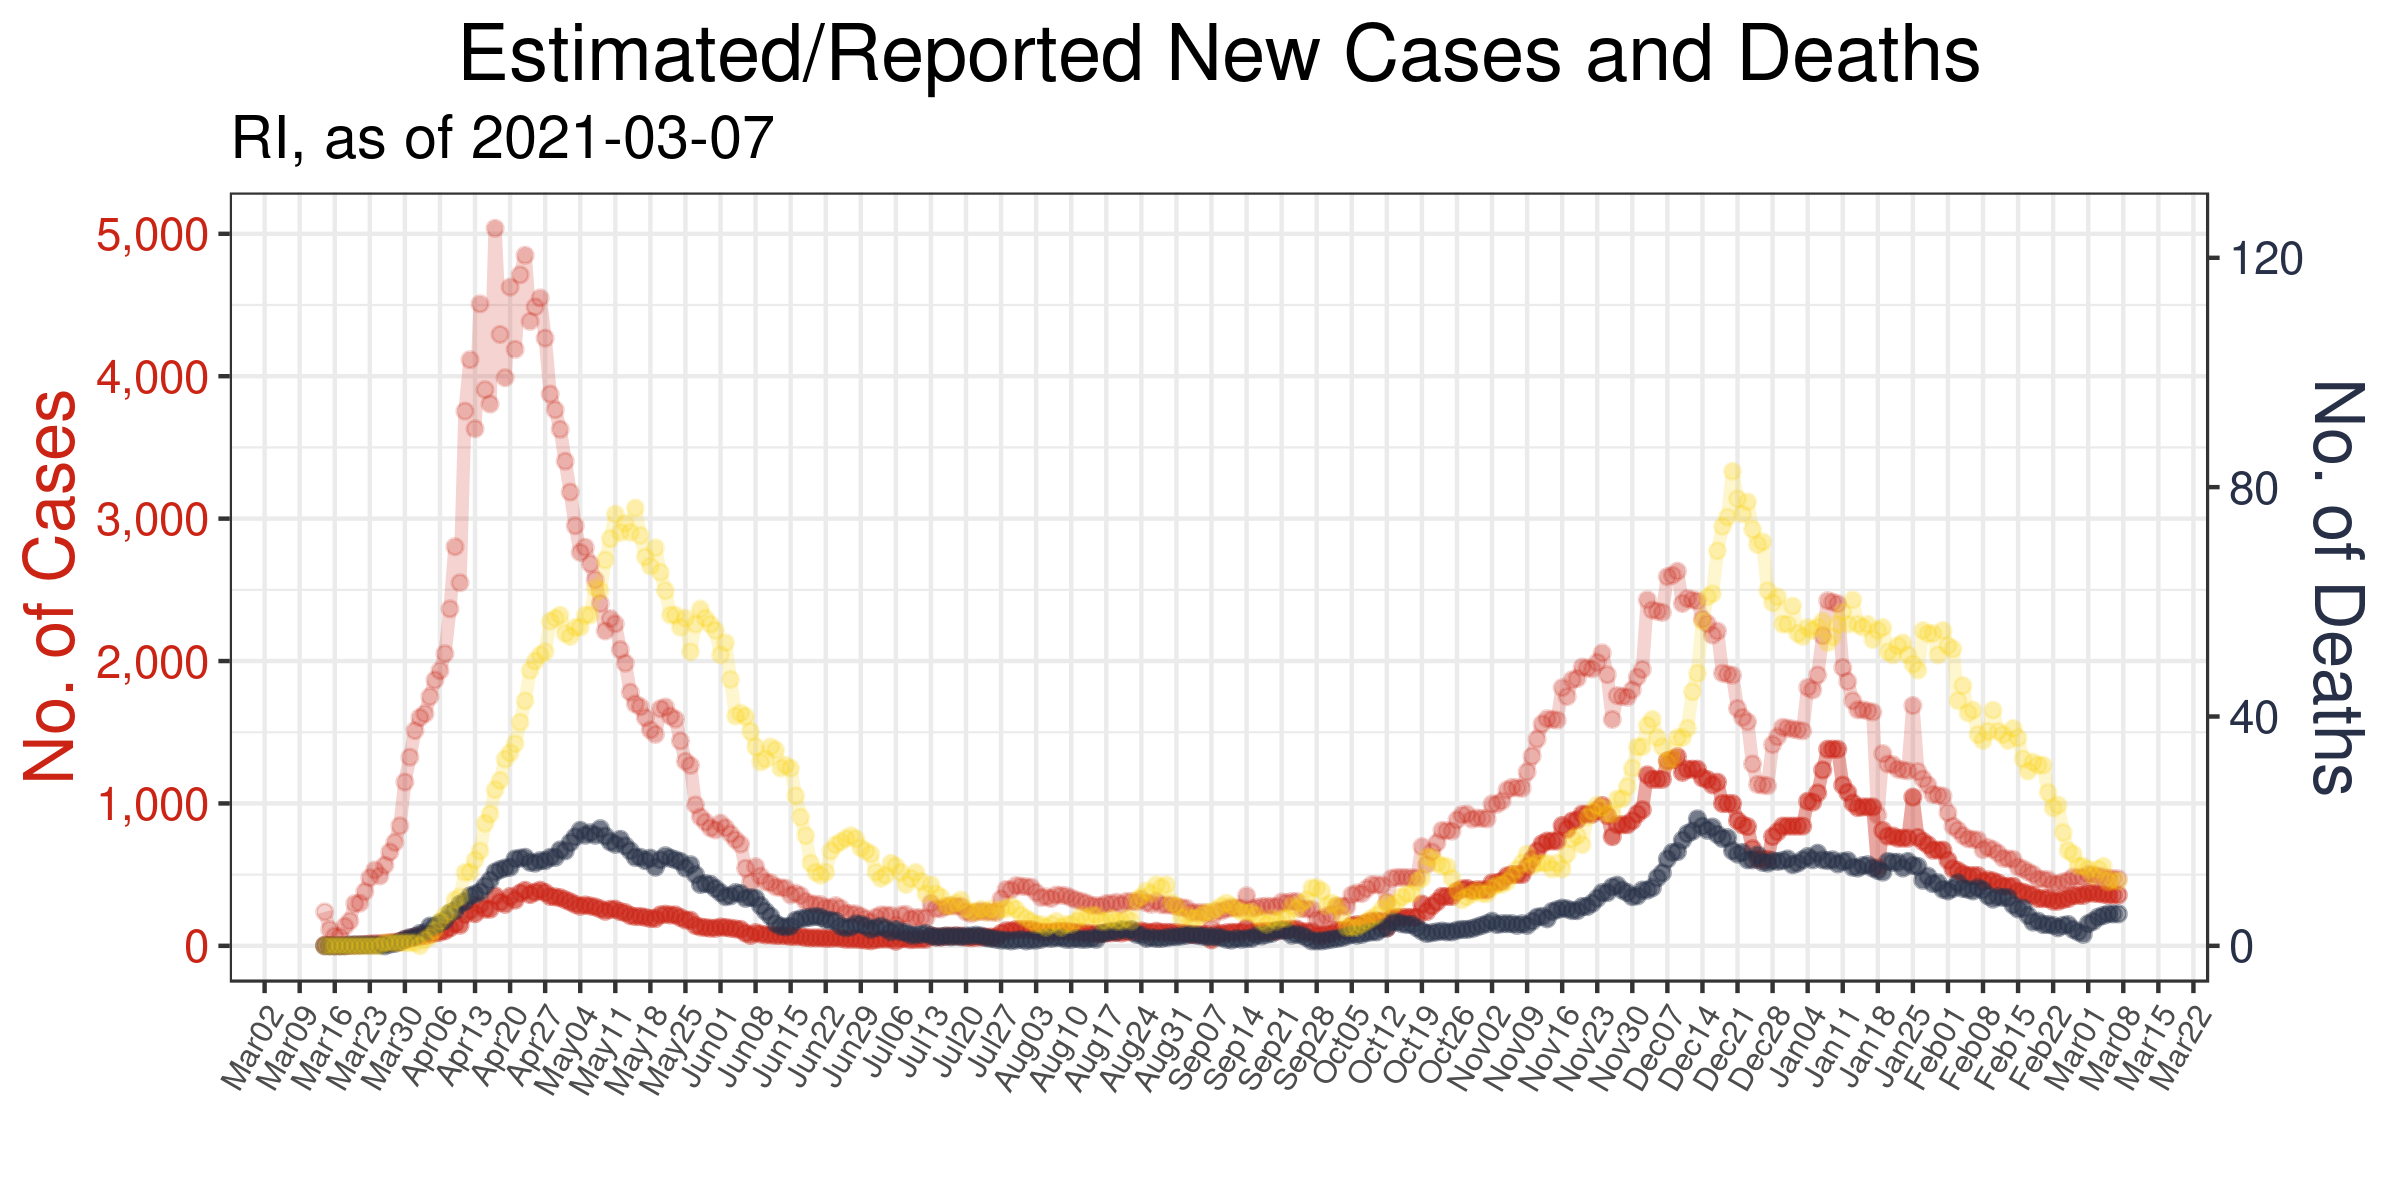 Estimated/Reported New Cases and Deaths
RI, as of 2021-03-07
No. of Cases
5,000
4,000
3,000
2,000
1,000
0
120
80
40
0
No. of Deaths
Mar02
Mar09
Mar16
Mar23
Mar30
Apr06
Apr13
Apr20
Apr27
May04
May11
May18
May25
Jun01
Jun08
Jun15
Jun22
Jun29
Jul06
Jul13
Jul20
Jul27
Aug03
Aug10
Aug17
Aug24
Aug31
Sep07
Sep14
Sep21
Sep28
Oct05
Oct12
Oct19
Oct26
Nov02
Nov09
Nov16
Nov23
Nov30
Dec07
Dec14
Dec21
Dec28
Jan04
Jan11
Jan18
Jan25
Feb01
Feb08
Feb15
Feb22
Mar01
Mar08
Mar15
Mar22